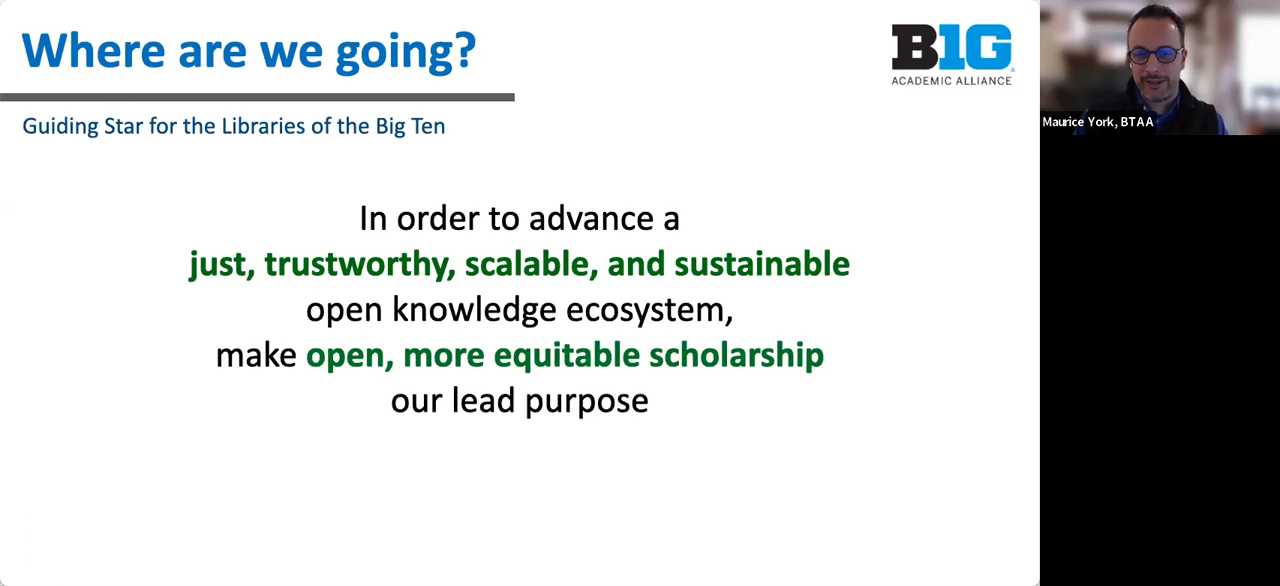 Where are we going?
B1G
ACADEMIC ALLIANCE
Guiding Star for the Libraries of the Big Ten
In order to advance a
just, trustworthy, scalable, and sustainable
open knowledge ecosystem,
make open, more equitable scholarship
our lead purpose
Maurice York, BTAA